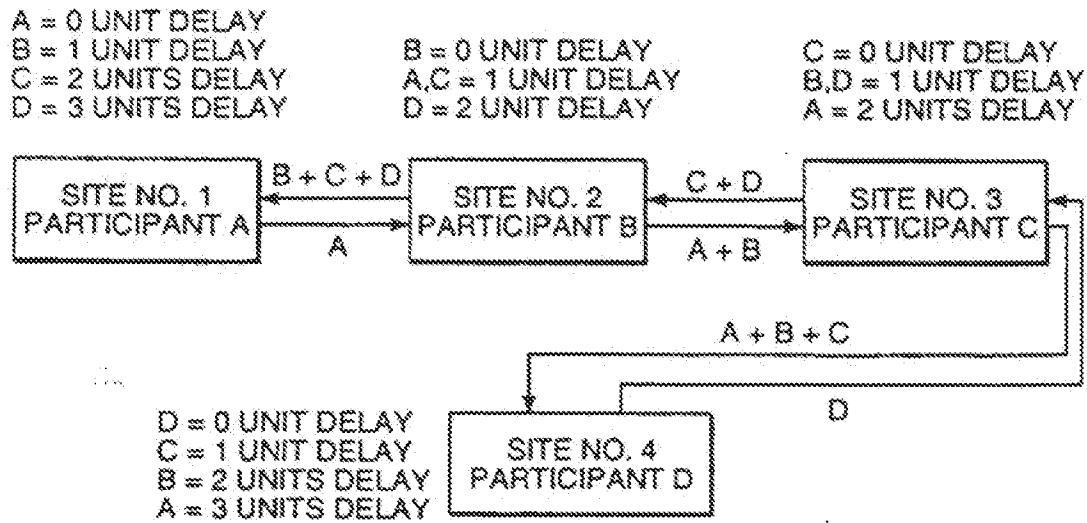 A = 0 UNIT DELAY
B = 1 UNIT DELAY
C = 2 UNITS DELAY
D = 3 UNITS DELAY
B = 0 UNIT DELAY
A,C = 1 UNIT DELAY
D = 2 UNIT DELAY
C = 0 UNIT DELAY
B,D = 1 UNIT DELAY
A = 2 UNITS DELAY
SITE NO. 1
PARTICIPANT A
B + C + D
A
SITE NO. 2
PARTICIPANT B
C + D
A + B
SITE NO. 3
PARTICIPANT C
A + B + C
D
D = 0 UNIT DELAY
C = 1 UNIT DELAY
B = 2 UNITS DELAY
A = 3 UNITS DELAY
SITE NO. 4
PARTICIPANT D